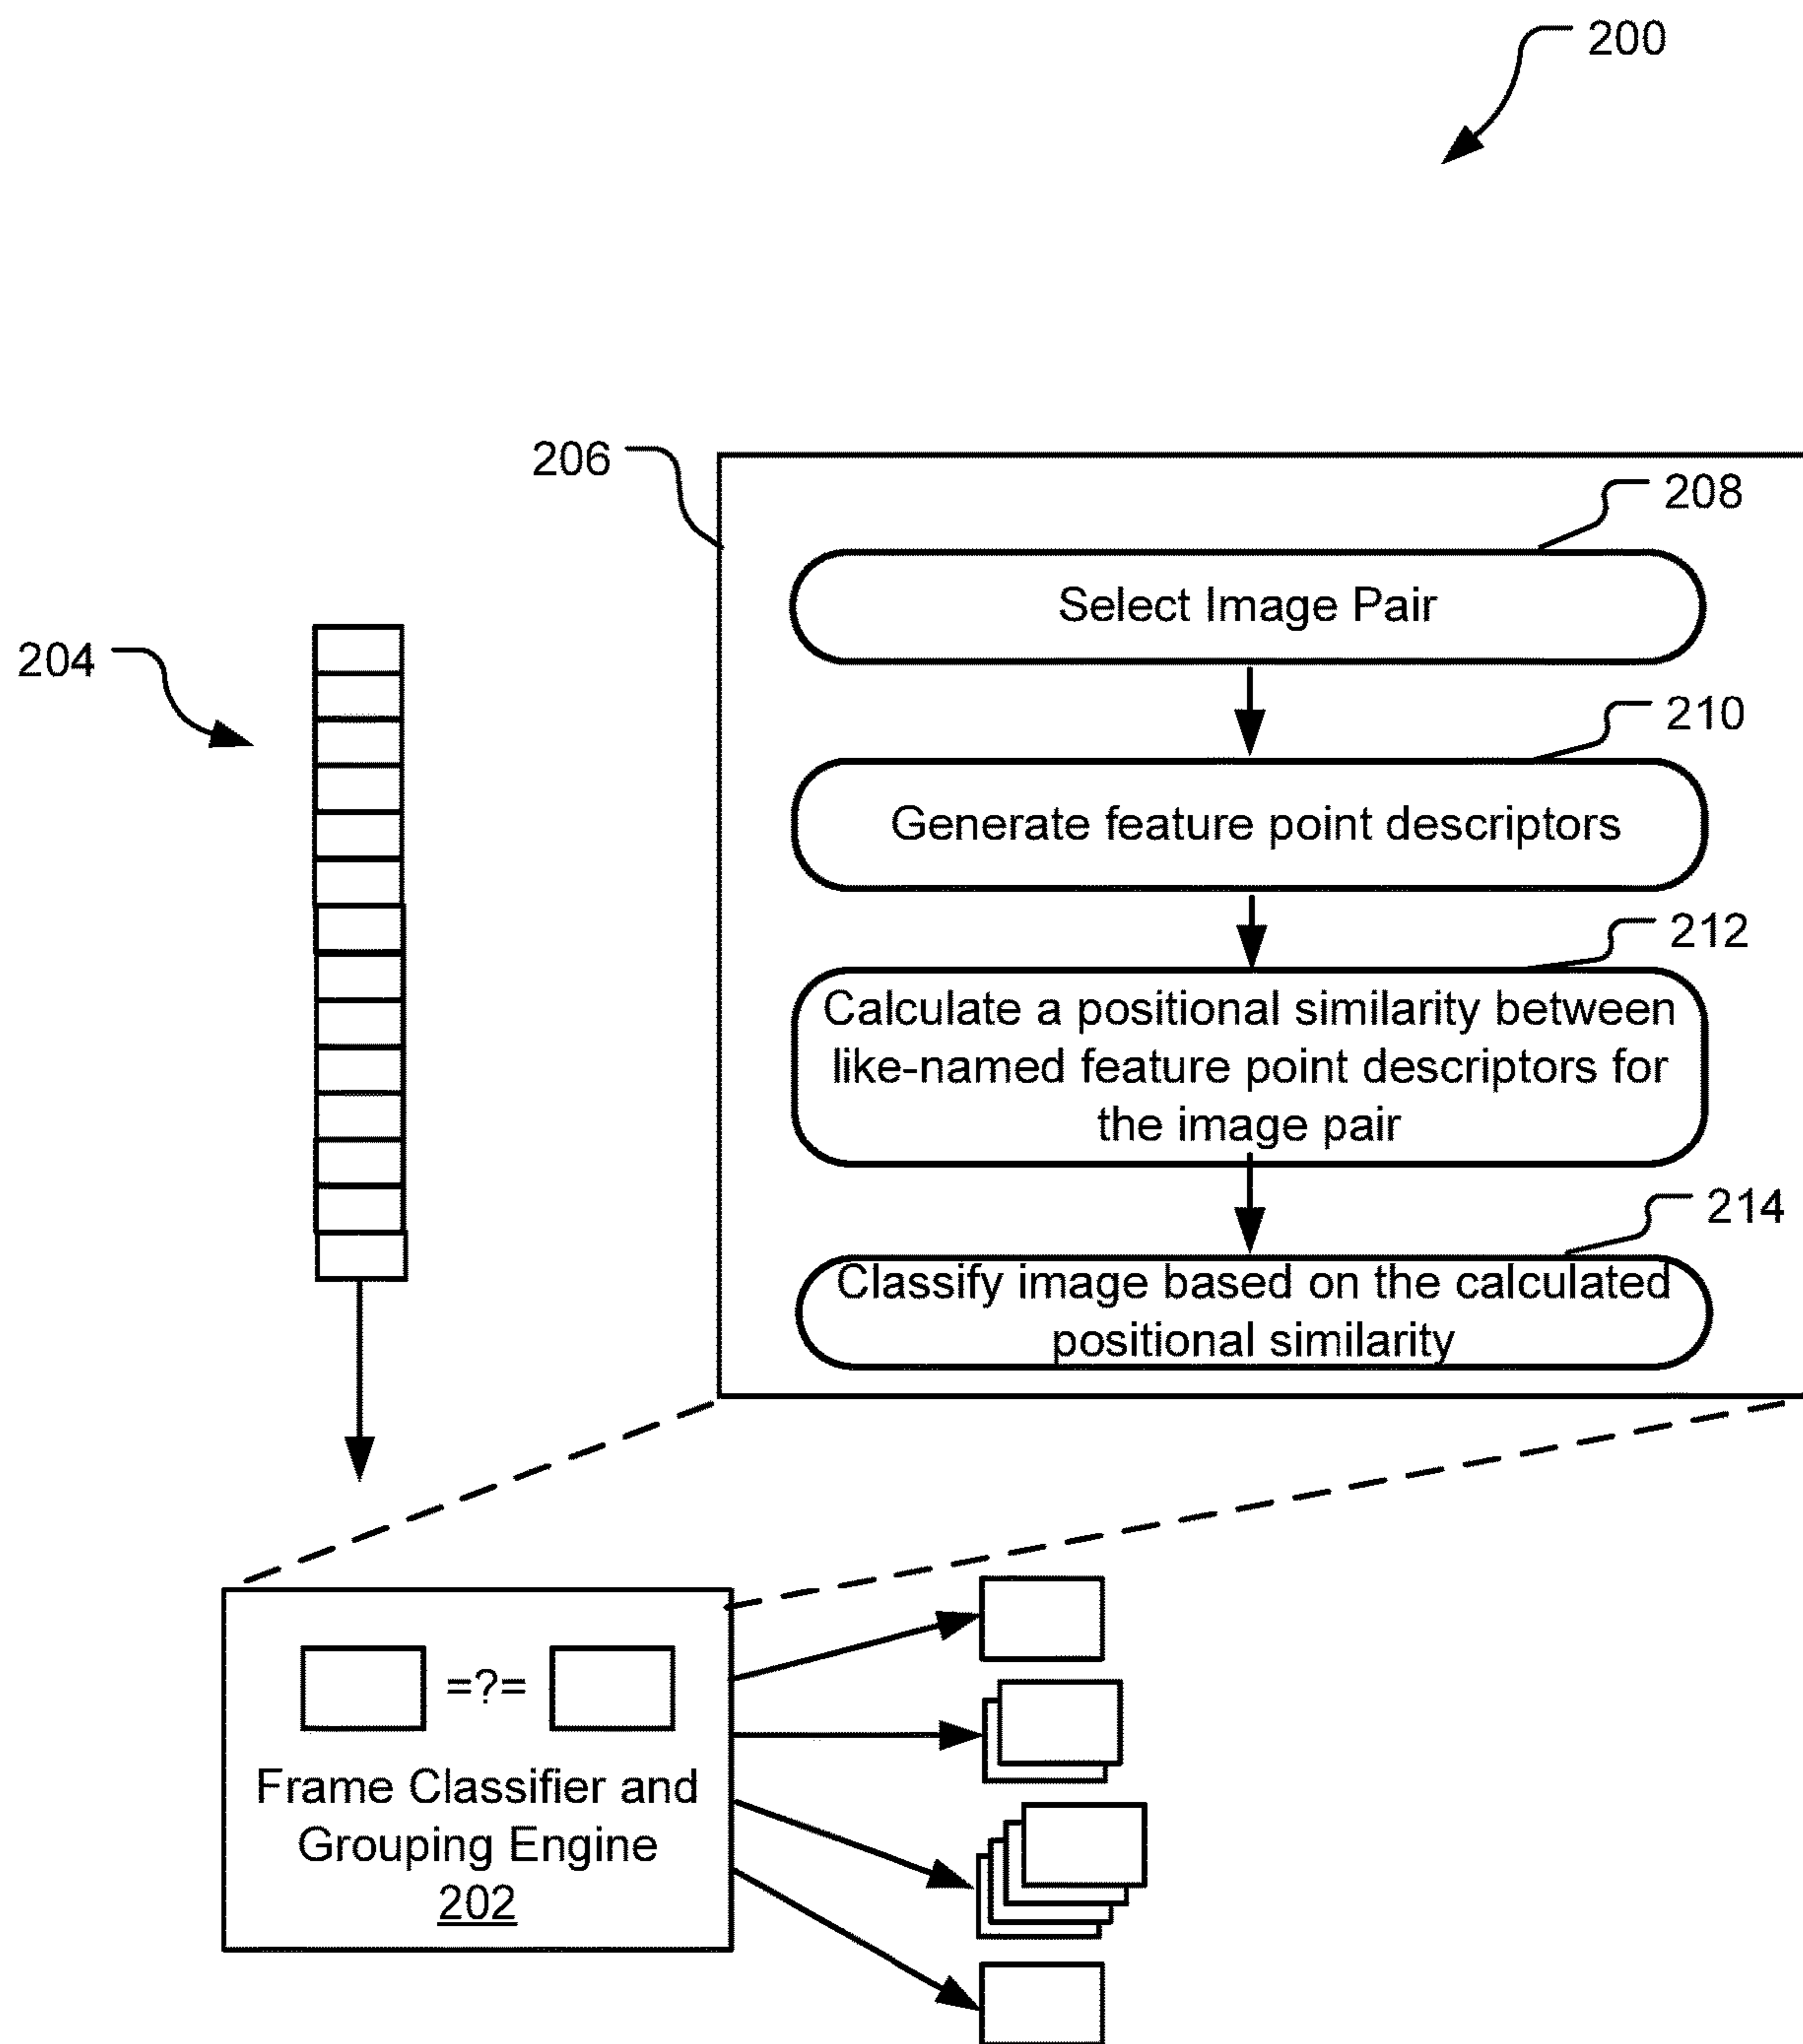 200
206
208
Select Image Pair
204
210
Generate feature point descriptors
212
Calculate a positional similarity between
like-named feature point descriptors for
the image pair
214
Classify image based on the calculated
positional similarity
=?=
Frame Classifier and
Grouping Engine
202